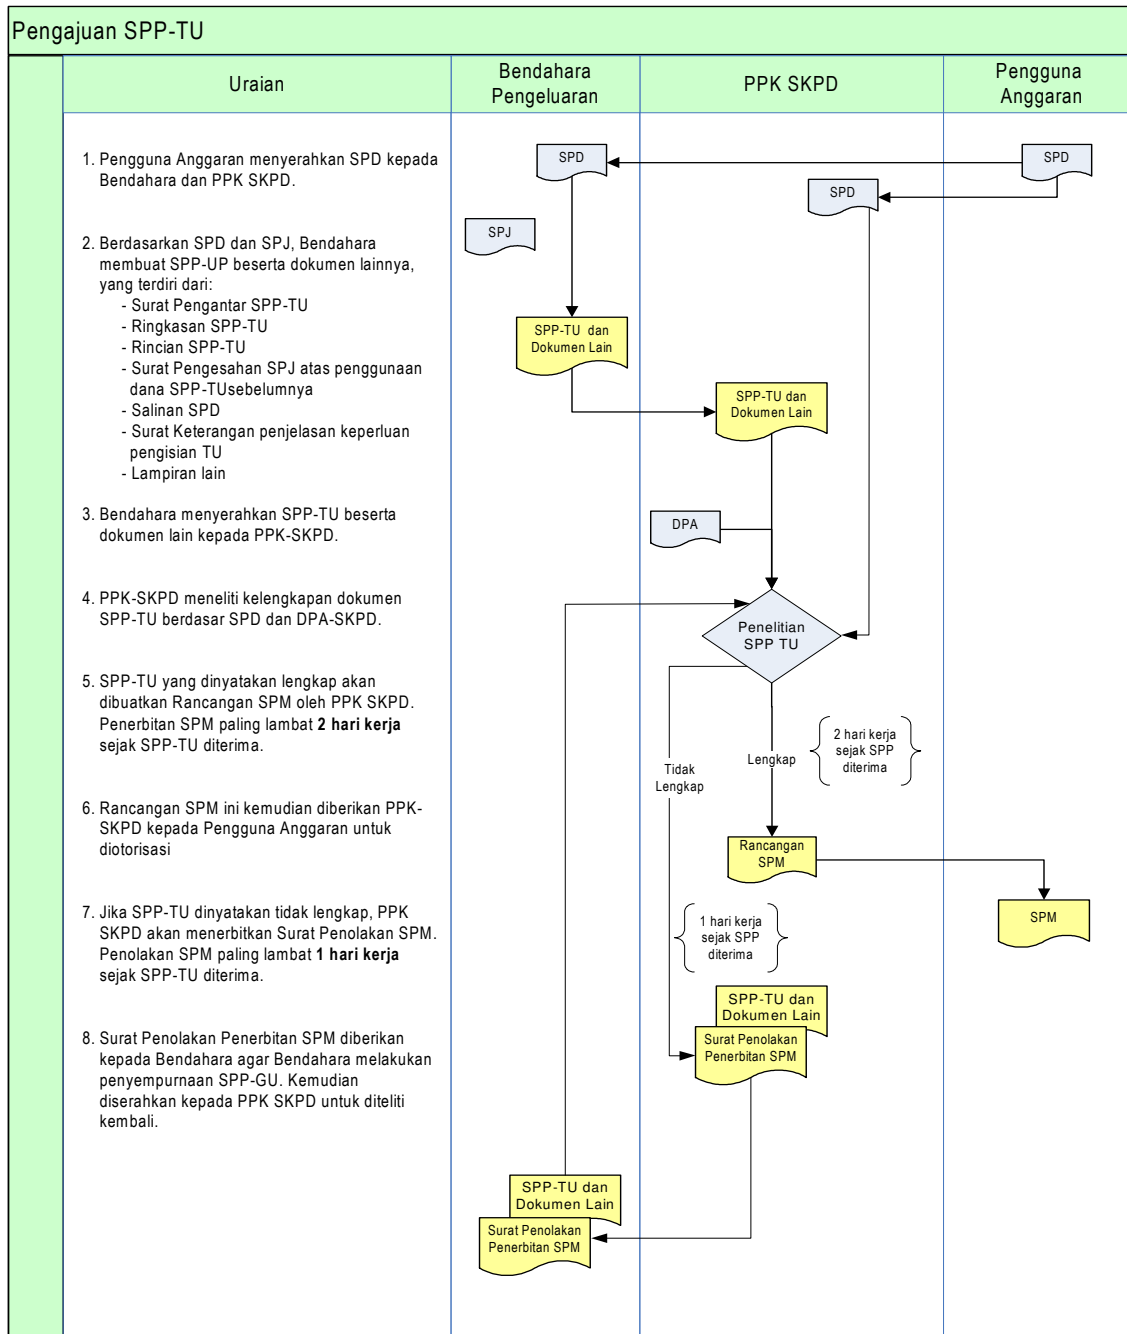 Pengajuan SPP-TU
Uraian
Bendahara
Pengeluaran
PPK SKPD
Pengguna
Anggaran
1. Pengguna Anggaran menyerahkan SPD kepada
Bendahara dan PPK SKPD.
2. Berdasarkan SPD dan SPJ, Bendahara
membuat SPP-UP beserta dokumen lainnya,
yang terdiri dari:
- Surat Pengantar SPP-TU
- Ringkasan SPP-TU
- Rincian SPP-TU
- Surat Pengesahan SPJ atas penggunaan
dana SPP-TUsebelumnya
- Salinan SPD
- Surat Keterangan penjelasan keperluan
pengisian TU
- Lampiran lain
3. Bendahara menyerahkan SPP-TU beserta
dokumen lain kepada PPK-SKPD.
4. PPK-SKPD meneliti kelengkapan dokumen
SPP-TU berdasar SPD dan DPA-SKPD.
5. SPP-TU yang dinyatakan lengkap akan
dibuatkan Rancangan SPM oleh PPK SKPD.
Penerbitan SPM paling lambat 2 hari kerja
sejak SPP-TU diterima.
6. Rancangan SPM ini kemudian diberikan PPK-
SKPD kepada Pengguna Anggaran untuk
diotorisasi
7. Jika SPP-TU dinyatakan tidak lengkap, PPK
SKPD akan menerbitkan Surat Penolakan SPM.
Penolakan SPM paling lambat 1 hari kerja
sejak SPP-TU diterima.
8. Surat Penolakan Penerbitan SPM diberikan
kepada Bendahara agar Bendahara melakukan
penyempurnaan SPP-GU. Kemudian
diserahkan kepada PPK SKPD untuk diteliti
kembali.
SPD
SPD
SPD
SPJ
SPP-TU dan
Dokumen Lain
SPP-TU dan
Dokumen Lain
DPA
Penelitian
SPP TU
2 hari kerja
sejak SPP
diterima
Lengkap
Tidak
Lengkap
Rancangan
SPM
SPM
1 hari kerja
sejak SPP
diterima
SPP-TU dan
Dokumen Lain
Surat Penolakan
Penerbitan SPM
SPP-TU dan
Dokumen Lain
Surat Penolakan
Penerbitan SPM